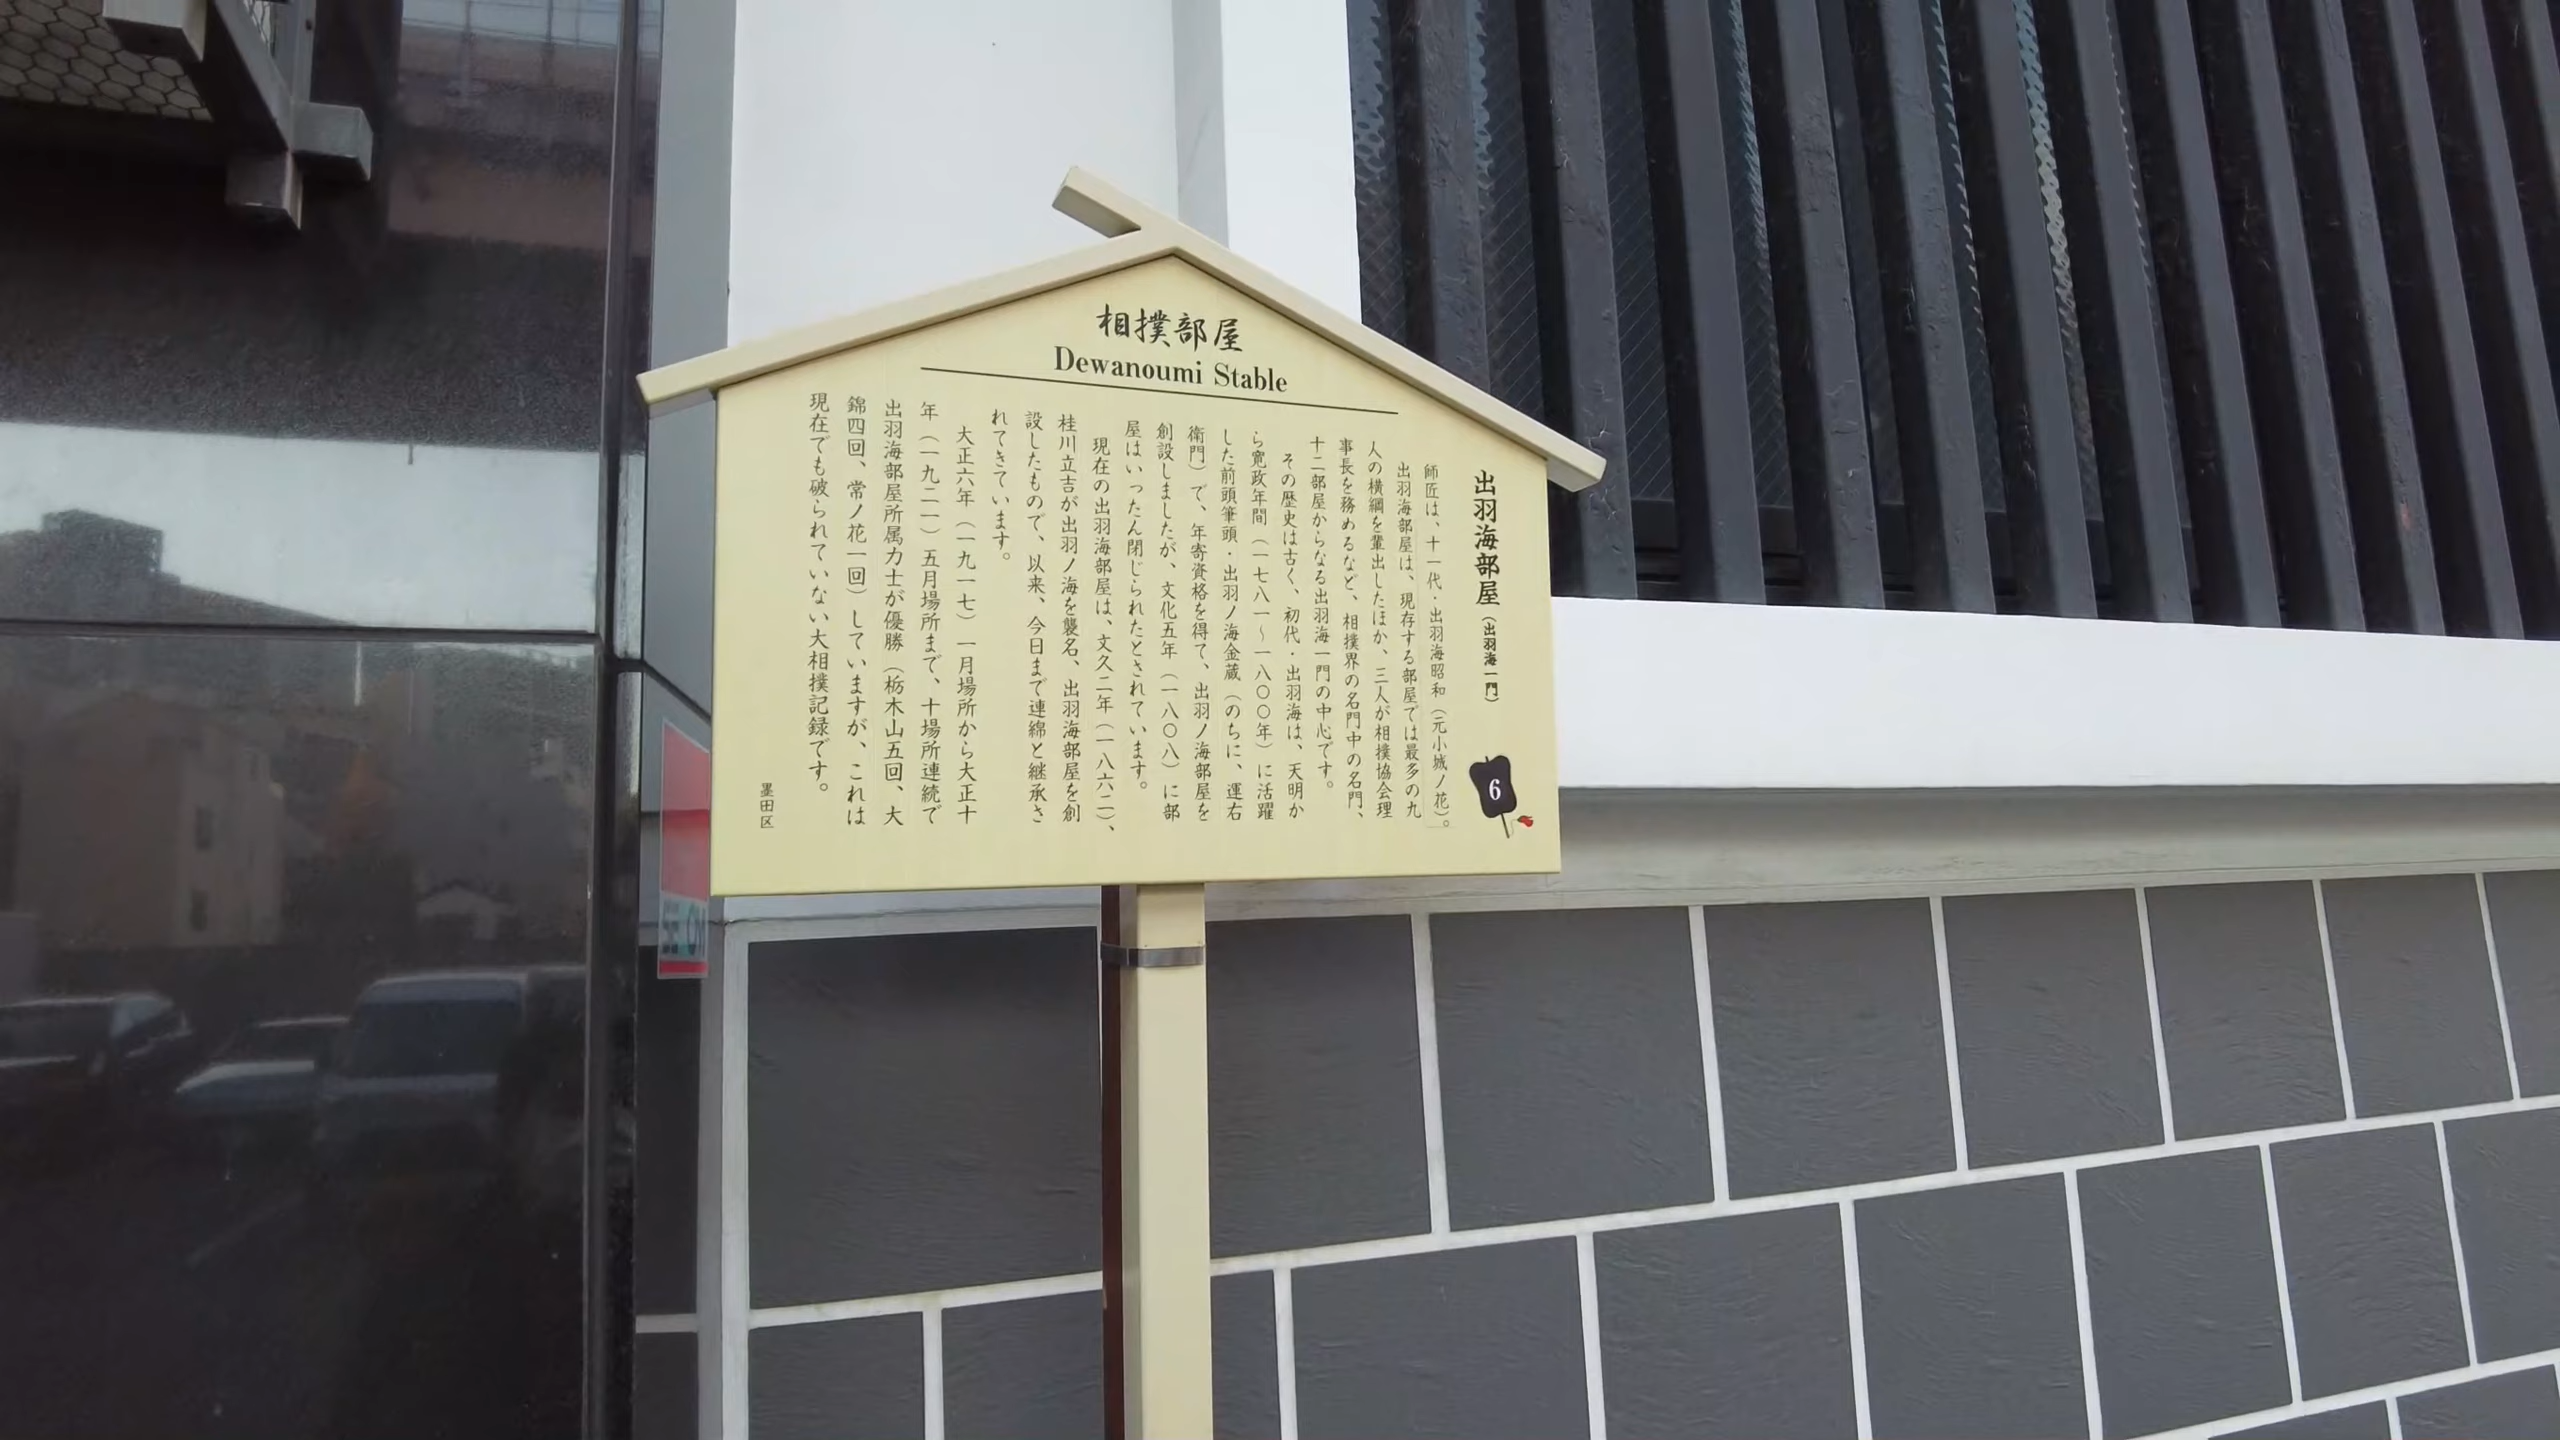 相撲部屋
Dewanoumi Stable
出羽海部屋（出羽海一門）
師匠は、十一代・出羽海昭和（元小城ノ花）。
出羽海部屋は、現存する部屋では最多の九
人の横綱を輩出したほか、三人が相撲協会理
事長を務めるなど、相撲界の名門中の名門、
十二部屋からなる出羽海一門の中心です。
その歴史は古く、初代・出羽海は、天明か
ら寛政年間（一七八一～一八〇〇年）に活躍
した前頭筆頭・出羽ノ海金蔵（のちに、運右
衛門）で、年寄資格を得て、出羽ノ海部屋を
創設しましたが、文化五年（一八〇八）に部
屋はいったん閉じられたとされています。
現在の出羽海部屋は、文久二年（一八六二）、
桂川立吉が出羽ノ海を襲名、出羽海部屋を創
設したもので、以来、今日まで連綿と継承さ
れてきています。
大正六年（一九一七）一月場所から大正十
年（一九二一）五月場所まで、十場所連続で
出羽海部屋所属力士が優勝（栃木山五回、大
錦四回、常ノ花一回）していますが、これは
現在でも破られていない大相撲記録です。
墨田区
6